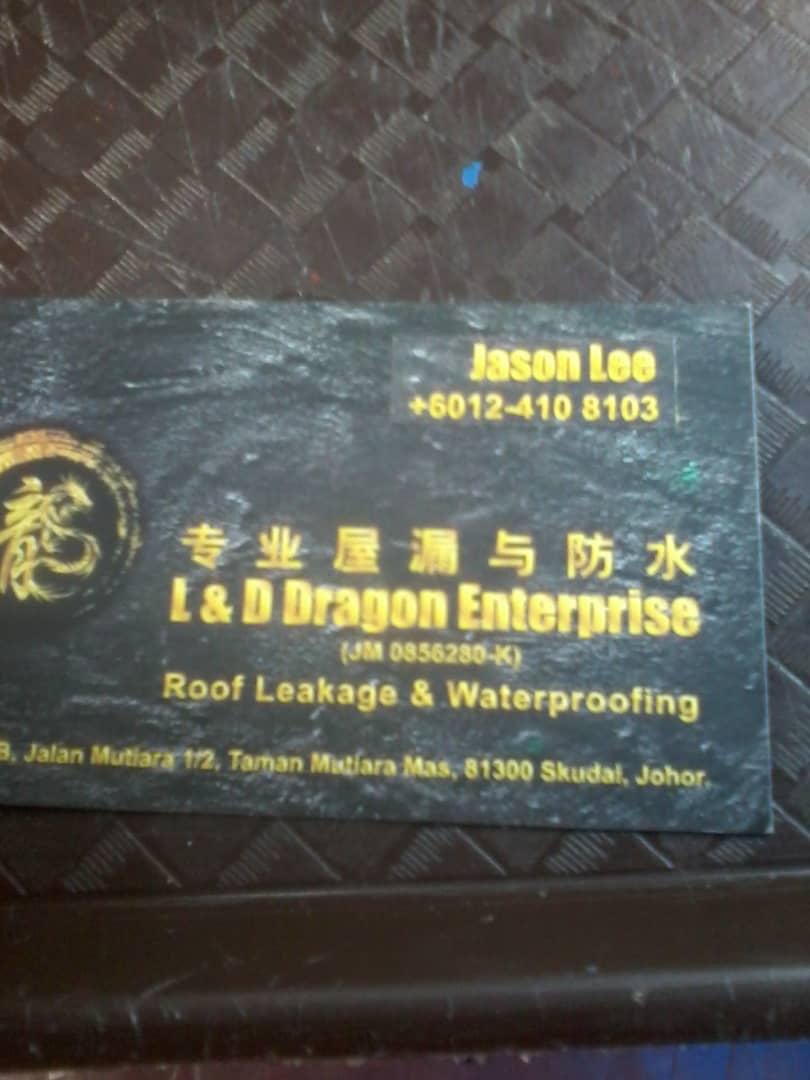 Jason Lee
+6012-410 8103
龍
专业屋漏与防水
L & D Dragon Enterprise
(JM 0856280-K)
Roof Leakage & Waterproofing
B, Jalan Mutiara 1/2, Taman Mutiara Mas, 81300 Skudai, Johor.